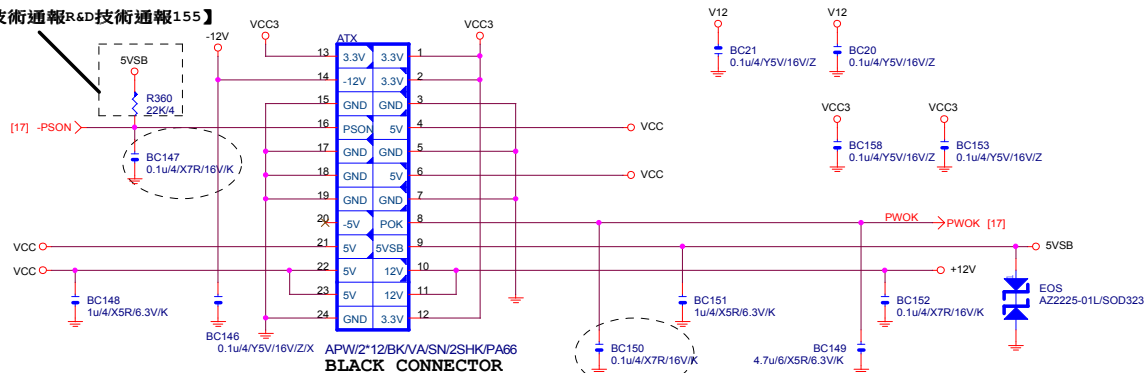 技術通報R&D技術通報155】
5VSB
R360
22K/4
[17] -PSON
BC147
0.1u/4/X7R/16V/K
-12V
VCC3
VCC3
ATX
13 3.3V 3.3V 1
14 -12V 3.3V 2
15 GND GND 3
16 PSON 5V 4
17 GND GND 5
18 GND 5V 6
19 GND GND 7
20 -5V POK 8
21 5V 5VSB 9
22 5V 12V 10
23 5V 12V 11
24 GND 3.3V 12
APW/2*12/BK/VA/SN/2SHK/PA66
BLACK CONNECTOR
VCC
VCC
VCC
VCC
BC148
1u/4/X5R/6.3V/K
BC146
0.1u/4/Y5V/16V/Z/X
V12
BC21
0.1u/4/Y5V/16V/Z
V12
BC20
0.1u/4/Y5V/16V/Z
VCC3
BC158
0.1u/4/Y5V/16V/Z
VCC3
BC153
0.1u/4/Y5V/16V/Z
PWOK
PWOK [17]
5VSB
+12V
BC151
1u/4/X5R/6.3V/K
BC152
0.1u/4/X7R/16V/K
EOS
AZ2225-01L/SOD323
BC150
0.1u/4/X7R/16V/K
BC149
4.7u/6/X5R/6.3V/K